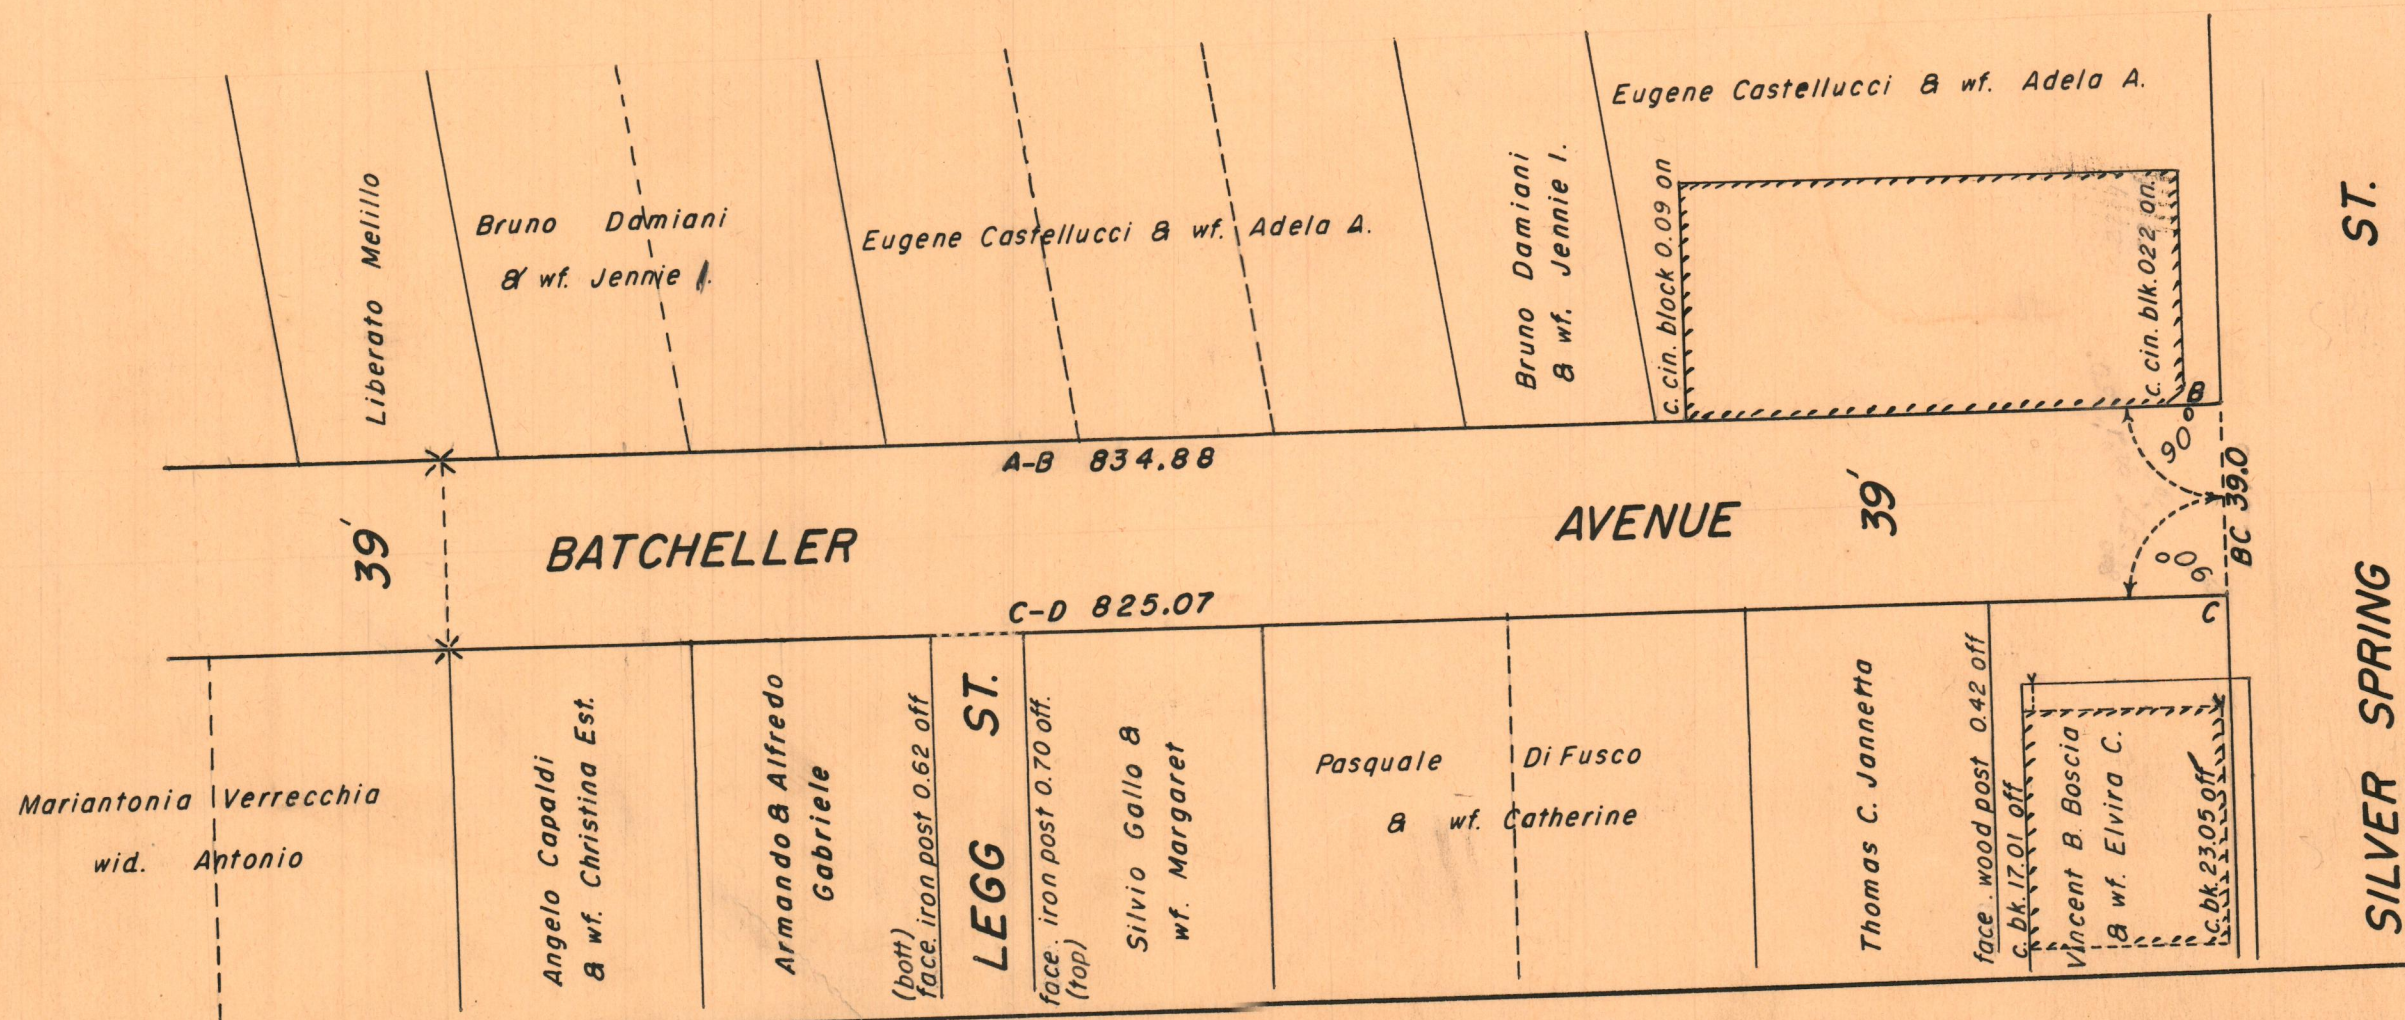 Eugene Castellucci & wf. Adela A.
Liberato Melillo
Bruno Damiani
& wf. Jennie I.
Eugene Castellucci & wf. Adela A.
Bruno Damiani
& wf. Jennie I.
c. cin. block 0.09 on
c. cin. blk. 022 on.
B
90°
A-B 834.88
39'
BATCHELLER
AVENUE
39'
BC 39.0
90°
C-D 825.07
C
SILVER SPRING ST.
Mariantonia Verrecchia
wid. Antonio
Angelo Capaldi
& wf. Christina Est.
Armando & Alfredo
Gabriele
(bott)
face. iron post 0.62 off
LEGG ST.
face. iron post 0.70 off.
(top)
Silvio Gallo &
wf. Margaret
Pasquale Di Fusco
& wf. Catherine
Thomas C. Jannetta
face. wood post 0.42 off
c. bk. 17.01 off
Vincent B. Boscia
& wf. Elvira C.
c. bk. 23.05 off